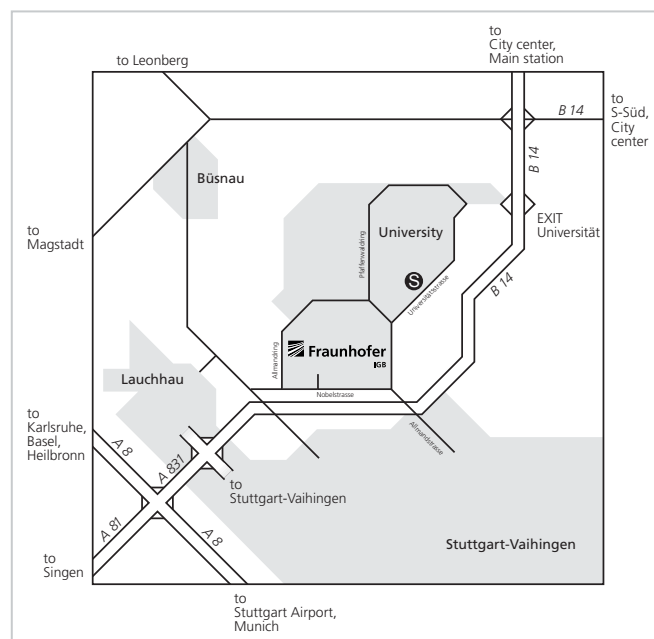 to
City center,
Main station
to Leonberg
to
S-Süd,
City
center
B 14
B 14
Büsnau
University
EXIT
Universität
to
Magstadt
Pfaffenwaldring
S
Universitätsstrasse
B 14
Allmandring
Fraunhofer
IGB
Lauchhau
Nobelstrasse
to
Karlsruhe,
Basel,
Heilbronn
Allmandstrasse
A 8
A 831
to
Stuttgart-Vaihingen
A 81
A 8
Stuttgart-Vaihingen
to
Singen
to
Stuttgart Airport,
Munich